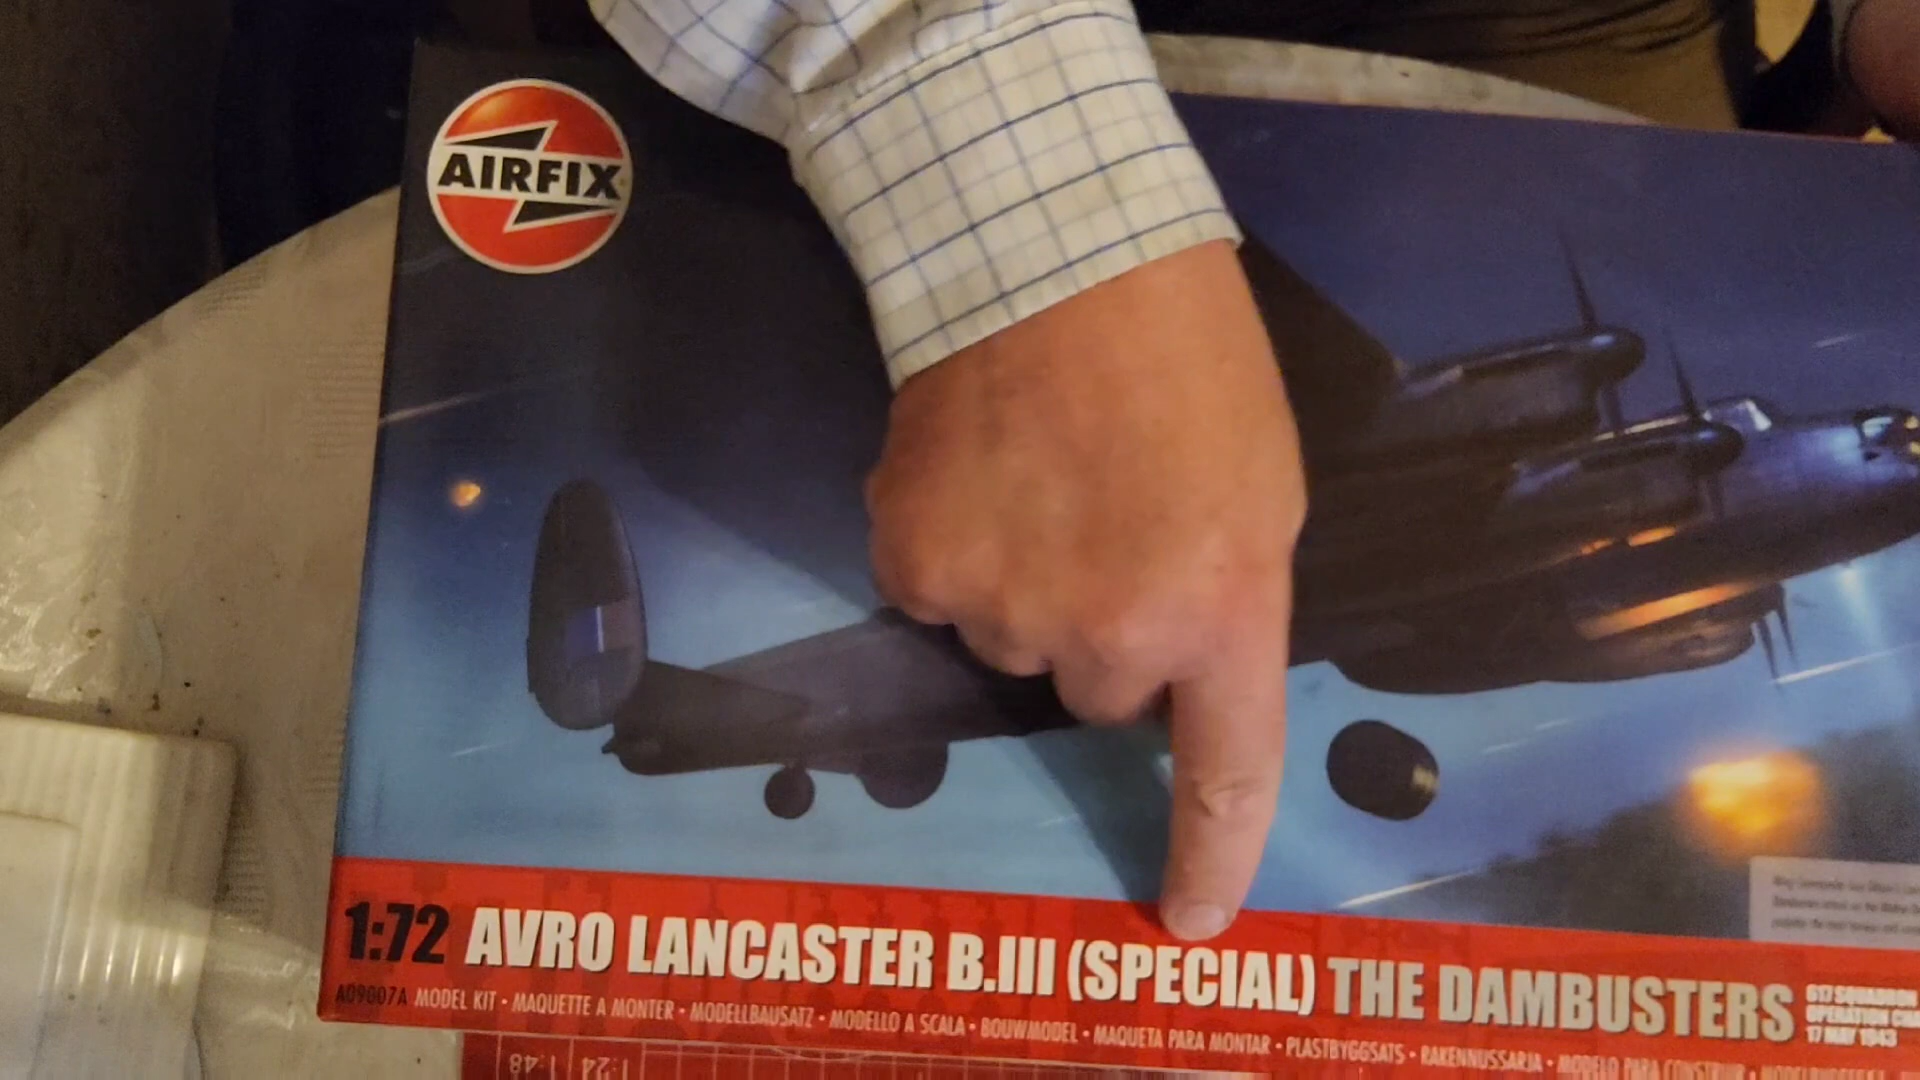 AIRFIX
1:72 AVRO LANCASTER B.III (SPECIAL) THE DAMBUSTERS
617 SQUADRON
OPERATION
17 MAY 1943
A09007A MODEL KIT • MAQUETTE A MONTER • MODELLBAUSATZ • MODELLO A SCALA • BOUWMODEL • MAQUETA PARA MONTAR • PLASTBYGGSATS • RAKENNUSSARJA • MODELO PARA CONSTRUIR •
1:48 1:24